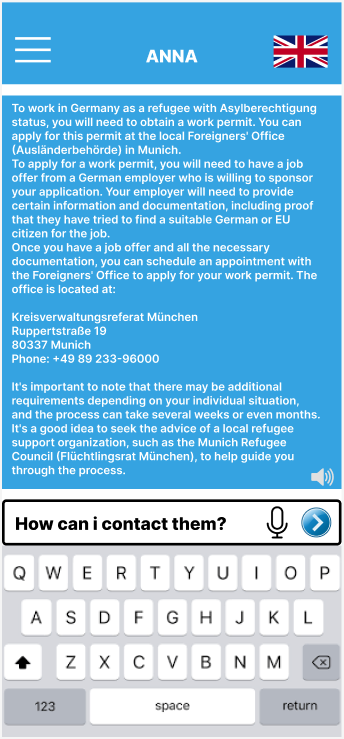 ANNA
To work in Germany as a refugee with Asylberechtigung
status, you will need to obtain a work permit. You can
apply for this permit at the local Foreigners' Office
(Ausländerbehörde) in Munich.
To apply for a work permit, you will need to have a job
offer from a German employer who is willing to sponsor
your application. Your employer will need to provide
certain information and documentation, including proof
that they have tried to find a suitable German or EU
citizen for the job.
Once you have a job offer and all the necessary
documentation, you can schedule an appointment with
the Foreigners' Office to apply for your work permit. The
office is located at:
Kreisverwaltungsreferat München
Ruppertstraße 19
80337 Munich
Phone: +49 89 233-96000
It's important to note that there may be additional
requirements depending on your individual situation,
and the process can take several weeks or even months.
It's a good idea to seek the advice of a local refugee
support organization, such as the Munich Refugee
Council (Flüchtlingsrat München), to help guide you
through the process.
How can i contact them?
Q W E R T Y U I O P
A S D F G H J K L
Z X C V B N M
123 space return